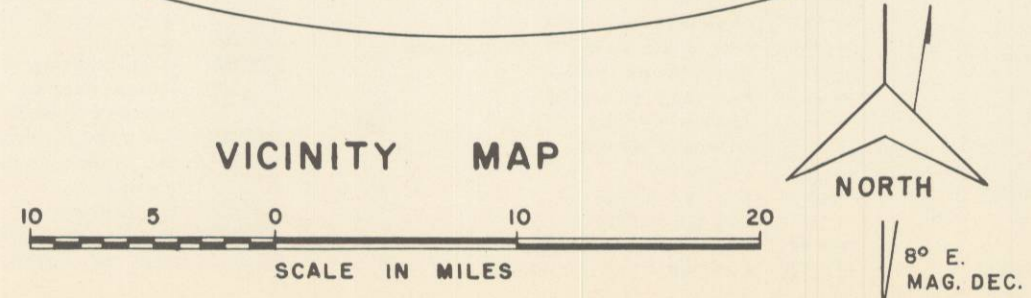 VICINITY MAP
10 5 0 10 20
SCALE IN MILES
NORTH
8° E.
MAG. DEC.